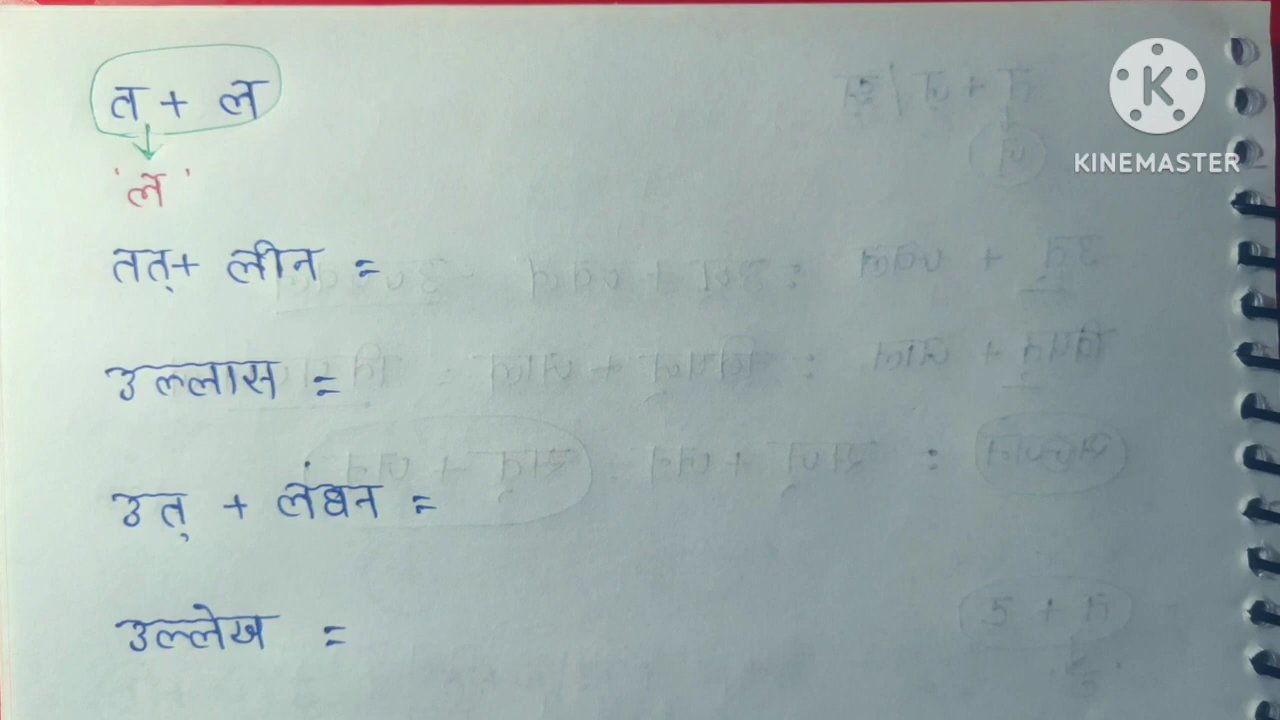 त + ल
KINEMASTER
'ल'
तत् + लीन =
उल्लास =
उत् + लंघन =
उल्लेख =